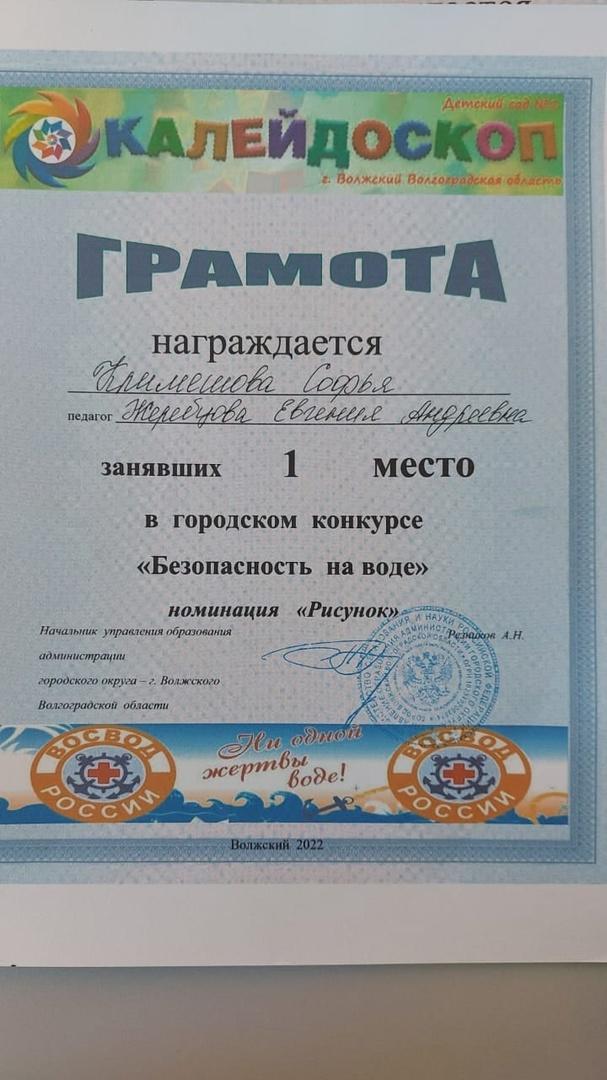 Детский сад
КАЛЕЙДОСКОП
г. Волжский Волгоградская область
ГРАМОТА
награждается
Климешова Софья
педагог Жеребцова Евгения Андреевна
занявших 1 место
в городском конкурсе
«Безопасность на воде»
номинация «Рисунок»
Начальник управления образования
Резников А.Н.
администрации
городского округа – г. Волжского
Волгоградской области
ВОСВОД РОССИИ
Ни одной
жертвы
воде!
ВОСВОД РОССИИ
Волжский 2022